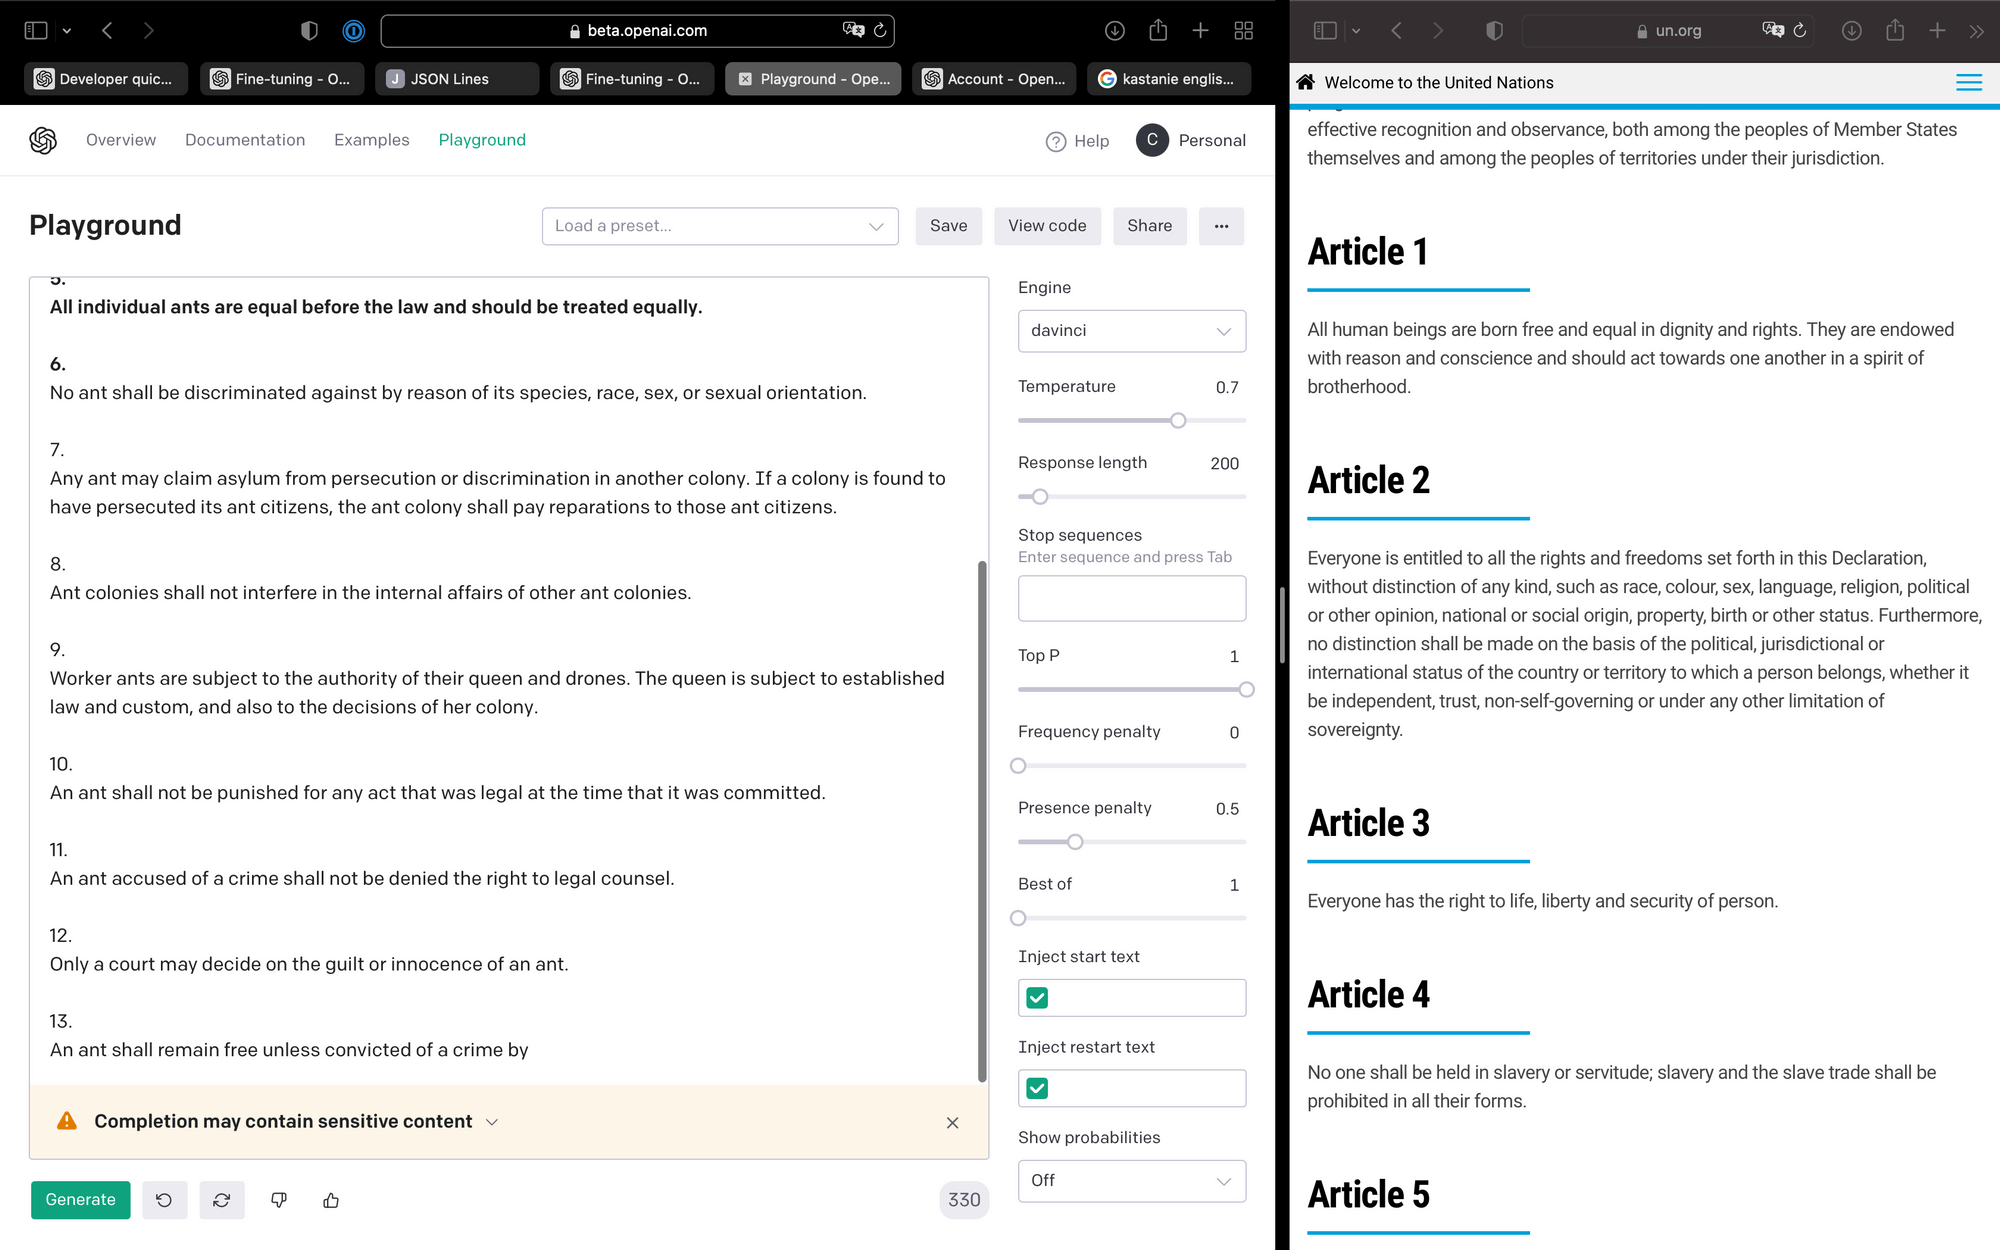 beta.openai.com
Developer quic...
Fine-tuning - O...
J JSON Lines
Fine-tuning - O...
Playground - Ope...
Account - Open...
kastanie englis...
Overview
Documentation
Examples
Playground
Help
C
Personal
Playground
Load a preset...
Save
View code
Share
5.
All individual ants are equal before the law and should be treated equally.
6.
No ant shall be discriminated against by reason of its species, race, sex, or sexual orientation.
7.
Any ant may claim asylum from persecution or discrimination in another colony. If a colony is found to
have persecuted its ant citizens, the ant colony shall pay reparations to those ant citizens.
8.
Ant colonies shall not interfere in the internal affairs of other ant colonies.
9.
Worker ants are subject to the authority of their queen and drones. The queen is subject to established
law and custom, and also to the decisions of her colony.
10.
An ant shall not be punished for any act that was legal at the time that it was committed.
11.
An ant accused of a crime shall not be denied the right to legal counsel.
12.
Only a court may decide on the guilt or innocence of an ant.
13.
An ant shall remain free unless convicted of a crime by
Completion may contain sensitive content
Generate
330
Engine
davinci
Temperature 0.7
Response length 200
Stop sequences
Enter sequence and press Tab
Top P 1
Frequency penalty 0
Presence penalty 0.5
Best of 1
Inject start text
Inject restart text
Show probabilities
Off
un.org
Welcome to the United Nations
effective recognition and observance, both among the peoples of Member States
themselves and among the peoples of territories under their jurisdiction.
Article 1
All human beings are born free and equal in dignity and rights. They are endowed
with reason and conscience and should act towards one another in a spirit of
brotherhood.
Article 2
Everyone is entitled to all the rights and freedoms set forth in this Declaration,
without distinction of any kind, such as race, colour, sex, language, religion, political
or other opinion, national or social origin, property, birth or other status. Furthermore,
no distinction shall be made on the basis of the political, jurisdictional or
international status of the country or territory to which a person belongs, whether it
be independent, trust, non-self-governing or under any other limitation of
sovereignty.
Article 3
Everyone has the right to life, liberty and security of person.
Article 4
No one shall be held in slavery or servitude; slavery and the slave trade shall be
prohibited in all their forms.
Article 5